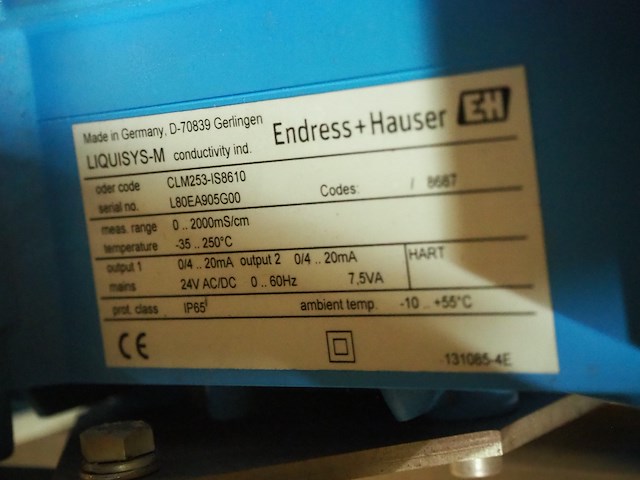 Made in Germany, D-70839 Gerlingen
Endress+Hauser EH
LIQUISYS-M conductivity ind.
oder code CLM253-IS8610
serial no. L80EA905G00 Codes: / 8687
meas. range 0 .. 2000mS/cm
temperature -35 .. 250°C
output 1 0/4 .. 20mA output 2 0/4 .. 20mA HART
mains 24V AC/DC 0 .. 60Hz 7,5VA
prot. class IP65 ambient temp. -10 .. +55°C
CE 131085-4E